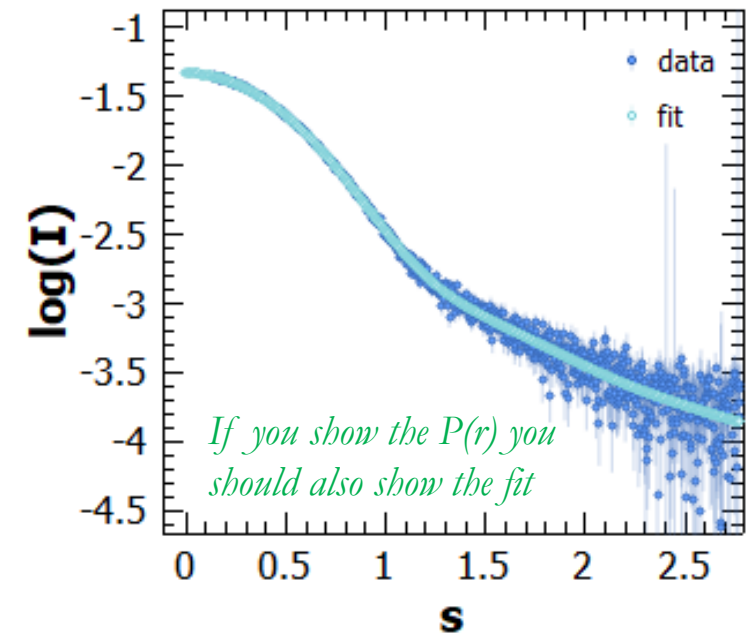 -1
-1.5
-2
-2.5
-3
-3.5
-4
-4.5
log(I)
data
fit
If you show the P(r) you
should also show the fit
0 0.5 1 1.5 2 2.5
s